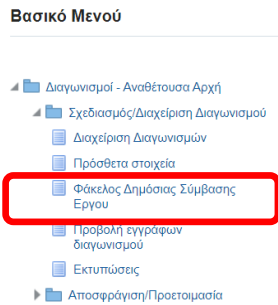 Βασικό Μενού
Διαγωνισμοί - Αναθέτουσα Αρχή
Σχεδιασμός/Διαχείριση Διαγωνισμού
Διαχείριση Διαγωνισμών
Πρόσθετα στοιχεία
Φάκελος Δημόσιας Σύμβασης
Εργου
Προβολή εγγράφων
διαγωνισμού
Εκτυπώσεις
Αποσφράγιση/Προετοιμασία